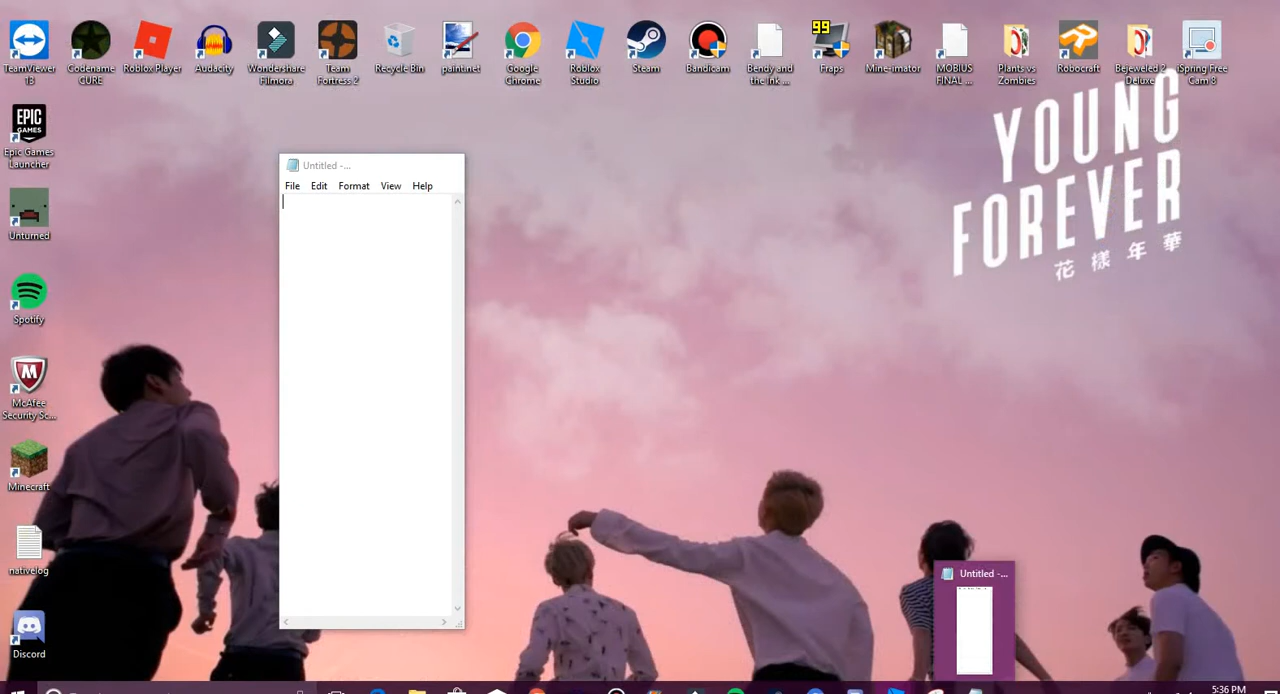 TeamViewer 13
Codename CURE
Roblox Player
Audacity
Wondershare Filmora
Team Fortress 2
Recycle Bin
paint.net
Google Chrome
Roblox Studio
Steam
Bandicam
Bendy and the Ink ...
99
Fraps
Mine-imator
MOBIUS FINAL ...
Plants vs Zombies
Robocraft
Bejeweled 2 Deluxe
iSpring Free Cam 8
EPIC GAMES
Epic Games Launcher
Unturned
Spotify
McAfee Security Sc...
Minecraft
nativelog
Discord
YOUNG
FOREVER
花樣年華
Untitled -...
File Edit Format View Help
Untitled -...
5:36 PM